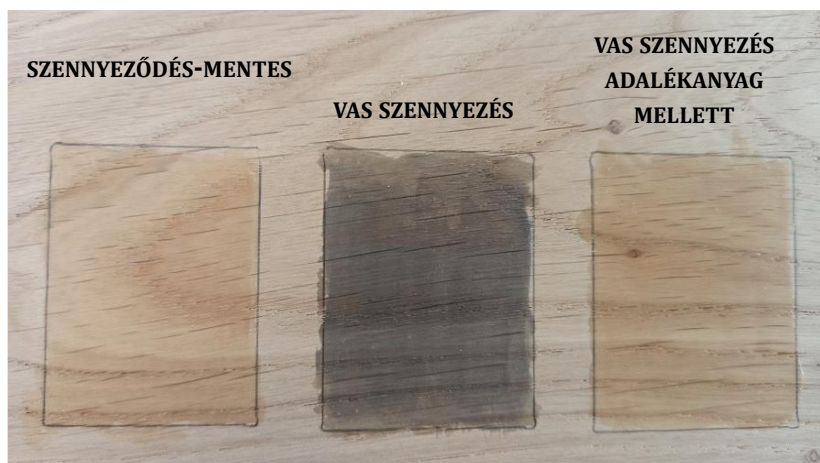 SZENNYEZŐDÉS-MENTES
VAS SZENNYEZÉS
VAS SZENNYEZÉS
ADALÉKANYAG
MELLETT